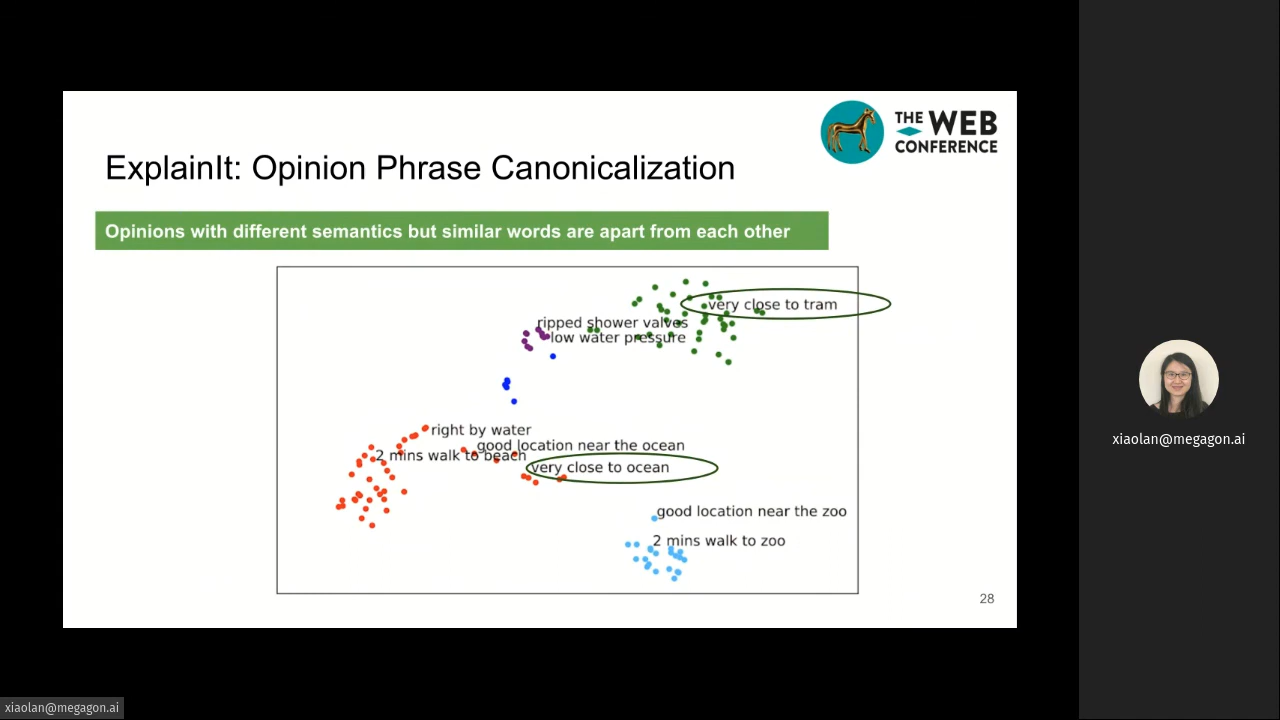 THE WEB
CONFERENCE
ExplainIt: Opinion Phrase Canonicalization
Opinions with different semantics but similar words are apart from each other
very close to tram
ripped shower valves
low water pressure
right by water
good location near the ocean
2 mins walk to beach
very close to ocean
good location near the zoo
2 mins walk to zoo
28
xiaolan@megagon.ai
xiaolan@megagon.ai